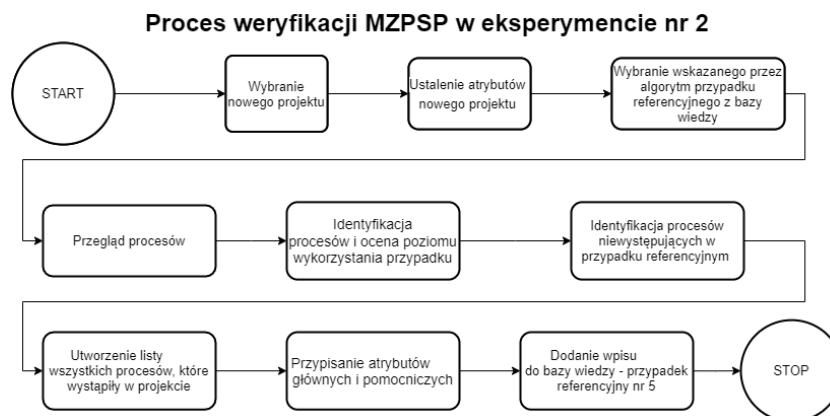 Proces weryfikacji MZPSP w eksperymencie nr 2
START
Wybranie
nowego projektu
Ustalenie atrybutów
nowego projektu
Wybranie wskazanego przez
algorytm przypadku
referencyjnego z bazy
wiedzy
Przegląd procesów
Identyfikacja
procesów i ocena poziomu
wykorzystania przypadku
Identyfikacja procesów
niewystępujących w
przypadku referencyjnym
Utworzenie listy
wszystkich procesów, które
wystąpiły w projekcie
Przypisanie atrybutów
głównych i pomocniczych
Dodanie wpisu
do bazy wiedzy - przypadek
referencyjny nr 5
STOP